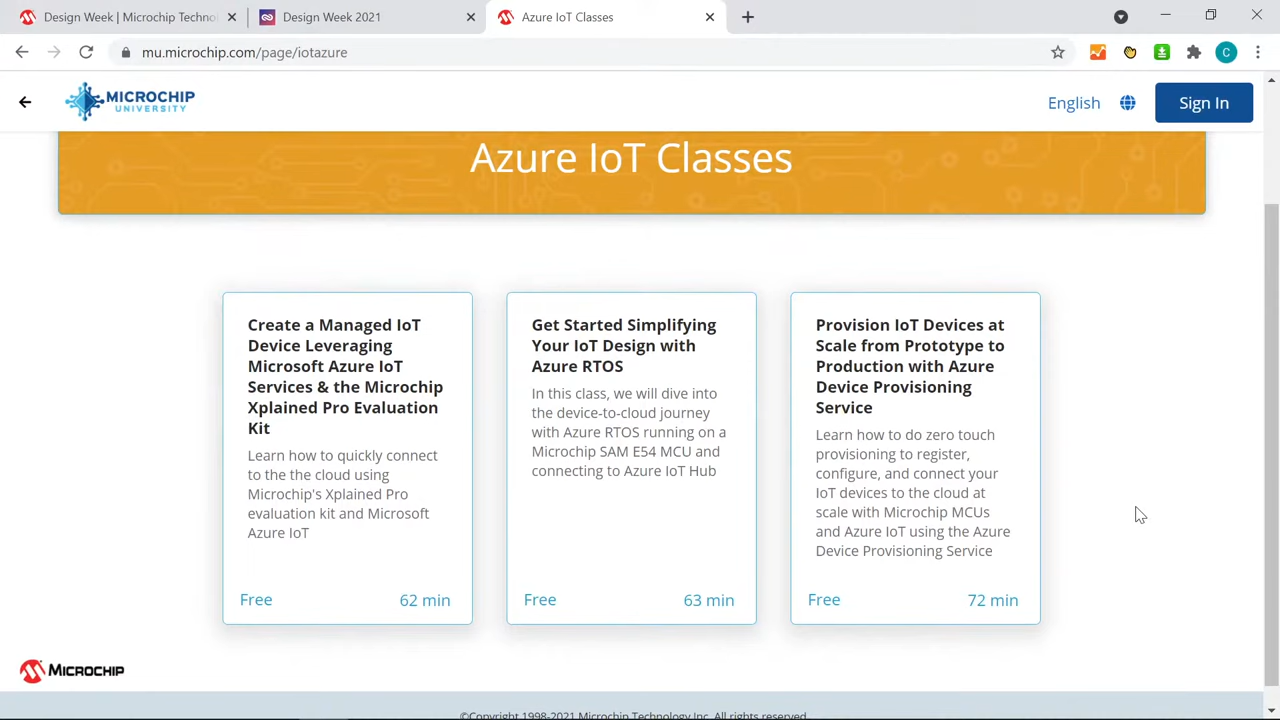 Design Week | Microchip Techno
Design Week 2021
Azure IoT Classes
mu.microchip.com/page/iotazure
C
MICROCHIP
UNIVERSITY
English
Sign In
Azure IoT Classes
Create a Managed IoT
Device Leveraging
Microsoft Azure IoT
Services & the Microchip
Xplained Pro Evaluation
Kit
Learn how to quickly connect
to the the cloud using
Microchip's Xplained Pro
evaluation kit and Microsoft
Azure IoT
Free
62 min
Get Started Simplifying
Your IoT Design with
Azure RTOS
In this class, we will dive into
the device-to-cloud journey
with Azure RTOS running on a
Microchip SAM E54 MCU and
connecting to Azure IoT Hub
Free
63 min
Provision IoT Devices at
Scale from Prototype to
Production with Azure
Device Provisioning
Service
Learn how to do zero touch
provisioning to register,
configure, and connect your
IoT devices to the cloud at
scale with Microchip MCUs
and Azure IoT using the Azure
Device Provisioning Service
Free
72 min
MICROCHIP
©Copyright 1998-2021 Microchip Technology Inc. All rights reserved.